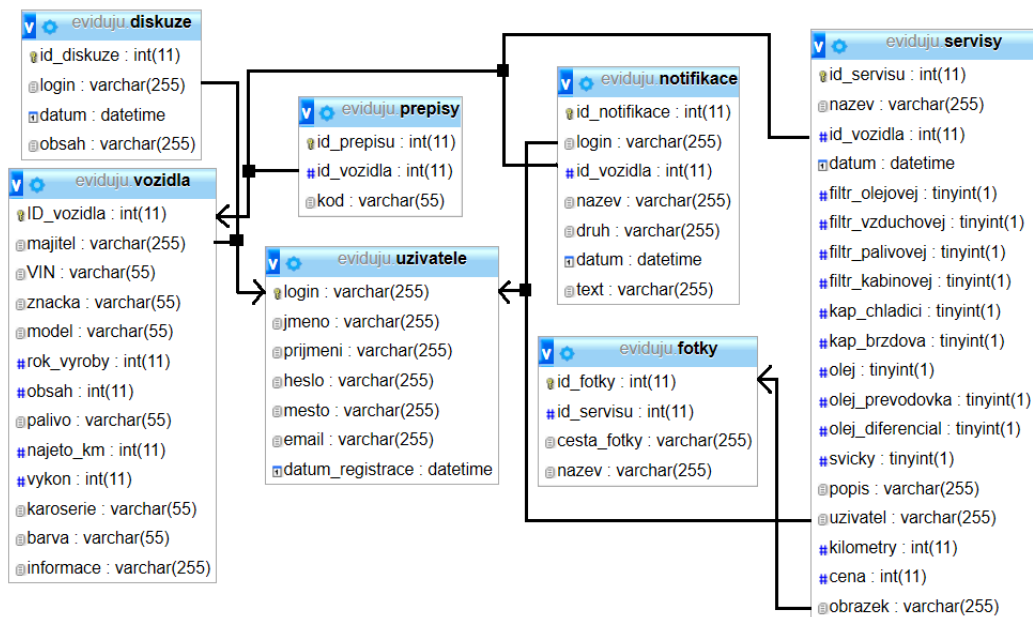 eviduju.diskuze
id_diskuze : int(11)
login : varchar(255)
datum : datetime
obsah : varchar(255)
eviduju.vozidla
ID_vozidla : int(11)
majitel : varchar(255)
VIN : varchar(55)
znacka : varchar(55)
model : varchar(55)
rok_vyroby : int(11)
obsah : int(11)
palivo : varchar(55)
najeto_km : int(11)
vykon : int(11)
karoserie : varchar(55)
barva : varchar(55)
informace : varchar(255)
eviduju.prepisy
id_prepisu : int(11)
id_vozidla : int(11)
kod : varchar(55)
eviduju.uzivatele
login : varchar(255)
jmeno : varchar(255)
prijmeni : varchar(255)
heslo : varchar(255)
mesto : varchar(255)
email : varchar(255)
datum_registrace : datetime
eviduju.notifikace
id_notifikace : int(11)
login : varchar(255)
id_vozidla : int(11)
nazev : varchar(255)
druh : varchar(255)
datum : datetime
text : varchar(255)
eviduju.fotky
id_fotky : int(11)
id_servisu : int(11)
cesta_fotky : varchar(255)
nazev : varchar(255)
eviduju.servisy
id_servisu : int(11)
nazev : varchar(255)
id_vozidla : int(11)
datum : datetime
filtr_olejovej : tinyint(1)
filtr_vzduchovej : tinyint(1)
filtr_palivovej : tinyint(1)
filtr_kabinovej : tinyint(1)
kap_chladici : tinyint(1)
kap_brzdova : tinyint(1)
olej : tinyint(1)
olej_prevodovka : tinyint(1)
olej_diferencial : tinyint(1)
svicky : tinyint(1)
popis : varchar(255)
uzivatel : varchar(255)
kilometry : int(11)
cena : int(11)
obrazek : varchar(255)